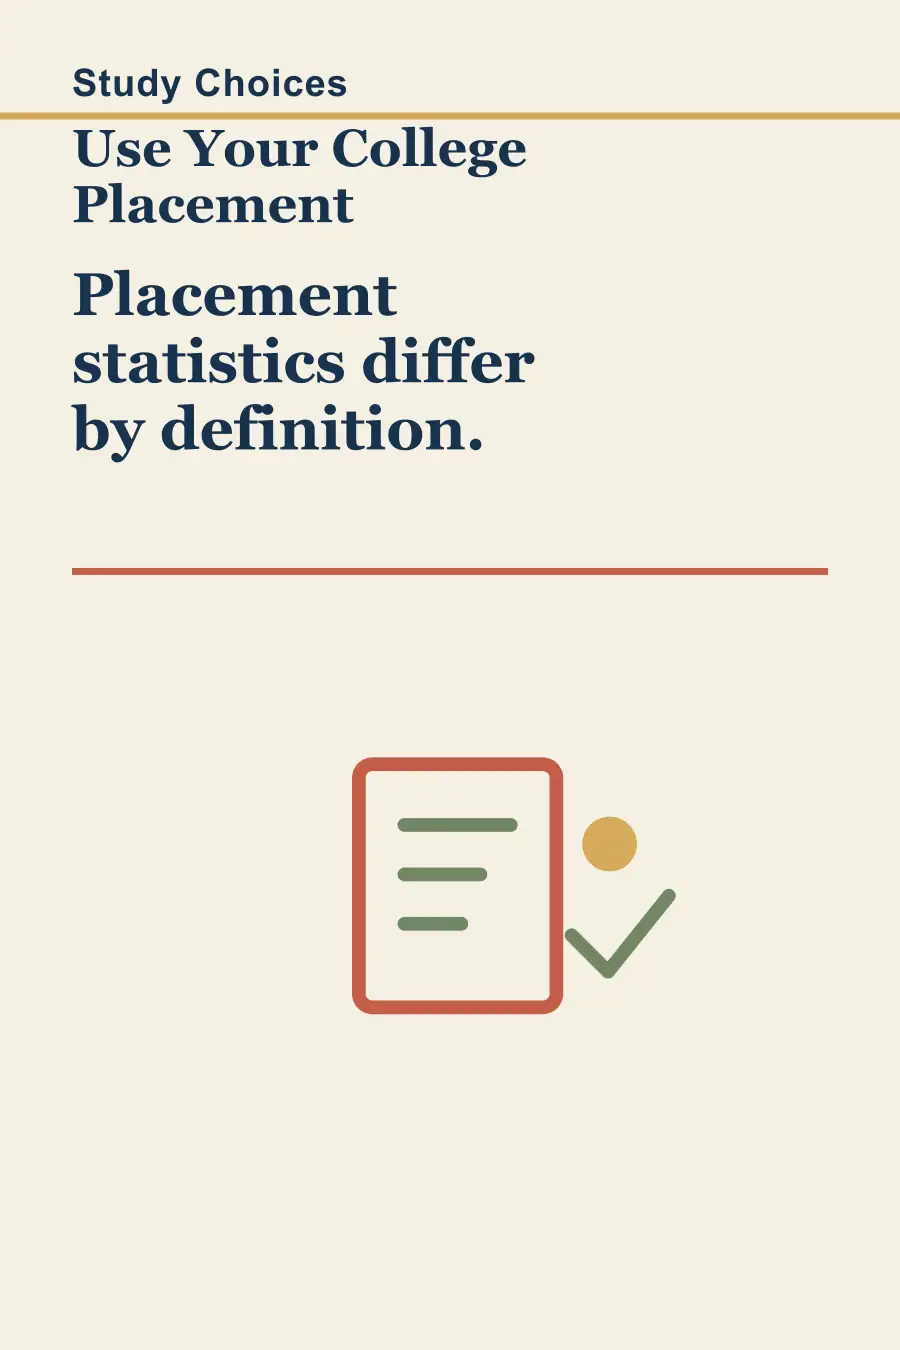 Study Choices
Use Your College
Placement
Placement
statistics differ
by definition.